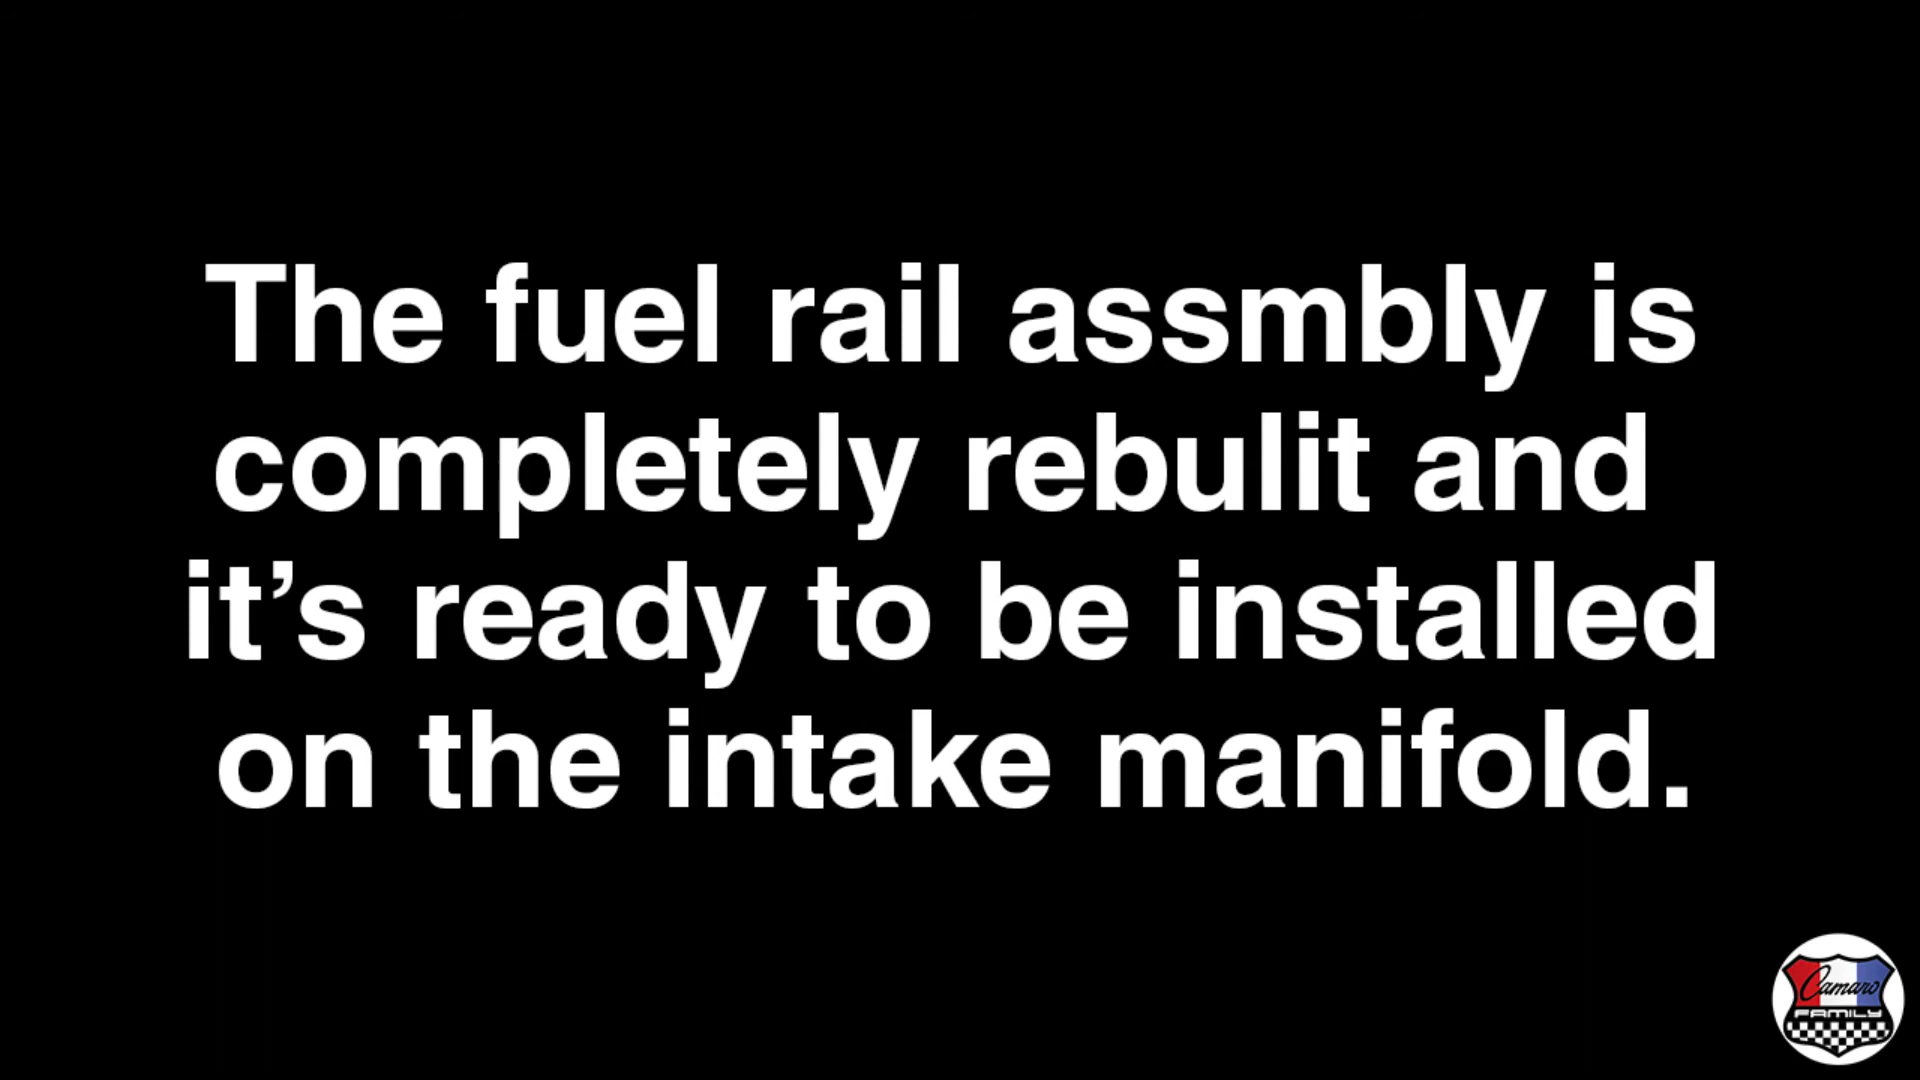 The fuel rail assmbly is
completely rebulit and
it’s ready to be installed
on the intake manifold.
Camaro
FAMILY